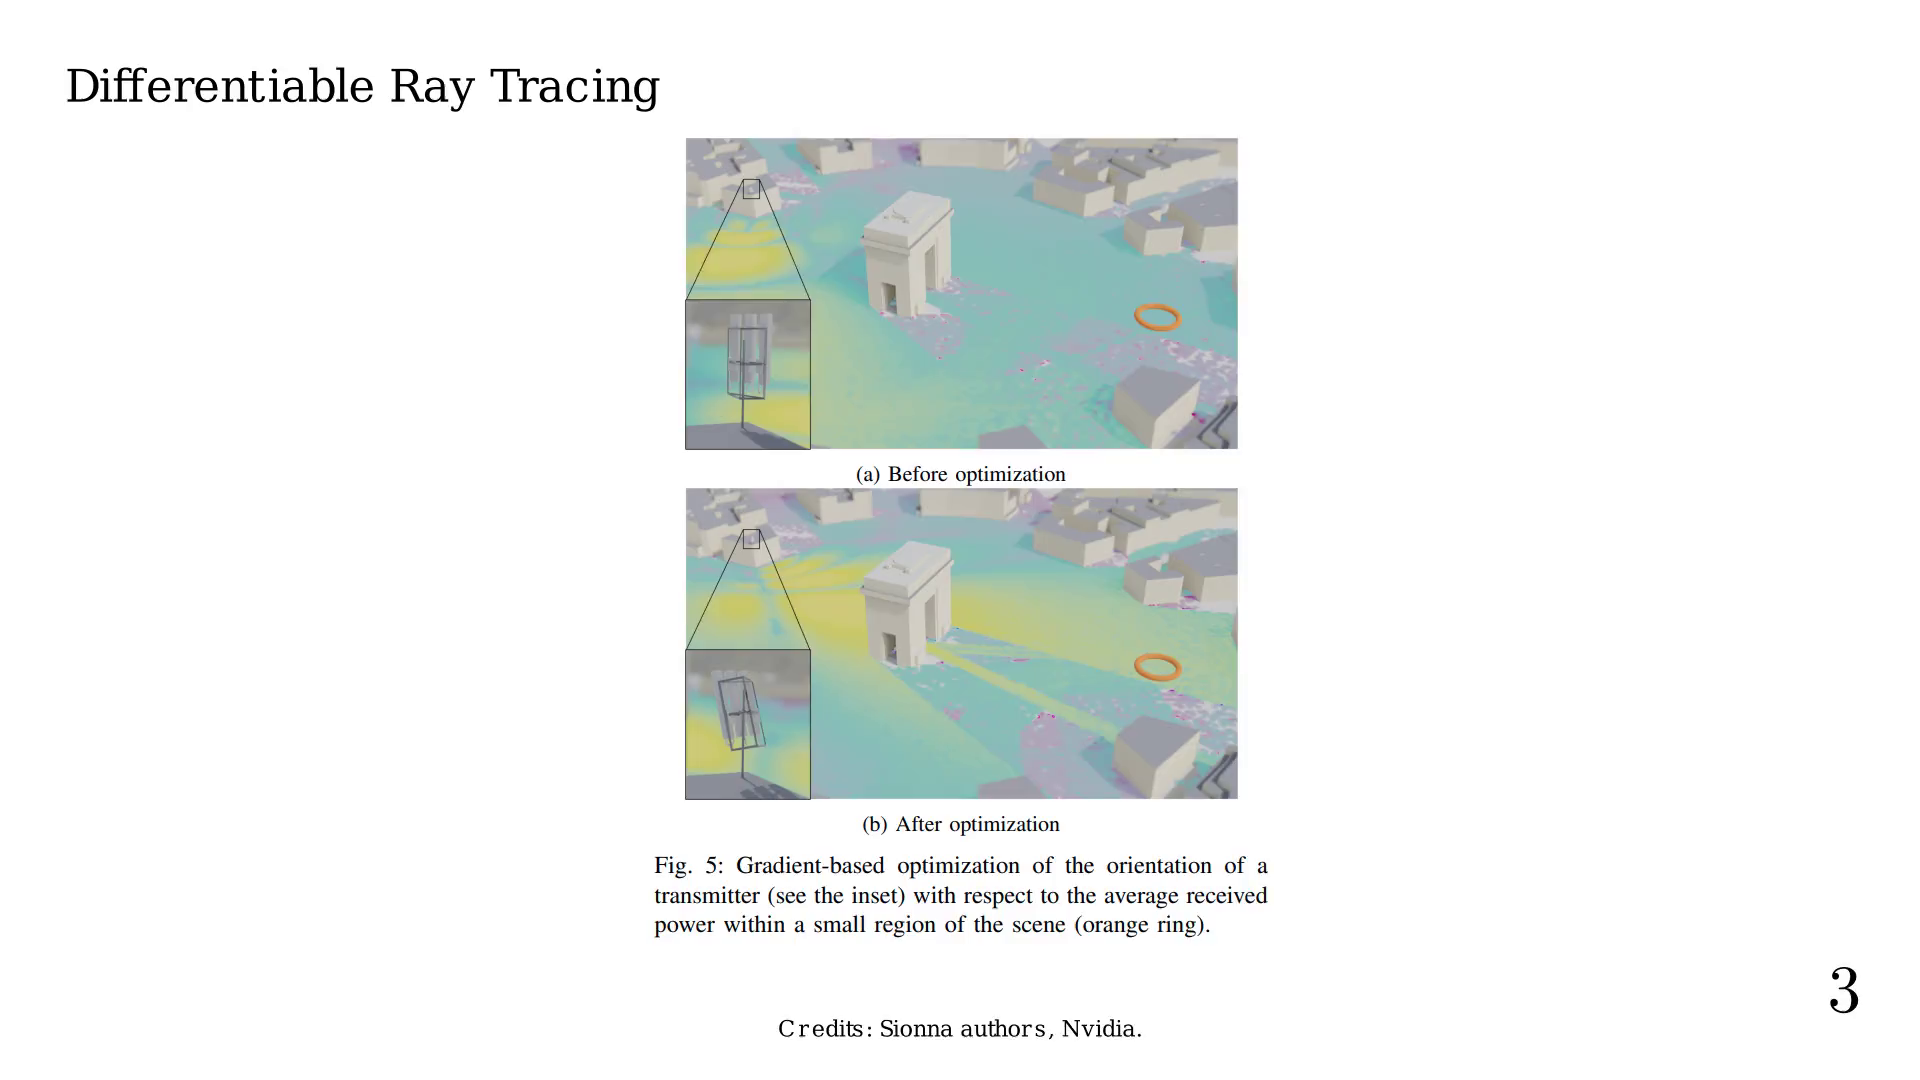 Differentiable Ray Tracing
(a) Before optimization
(b) After optimization
Fig. 5: Gradient-based optimization of the orientation of a
transmitter (see the inset) with respect to the average received
power within a small region of the scene (orange ring).
3
Credits: Sionna authors, Nvidia.